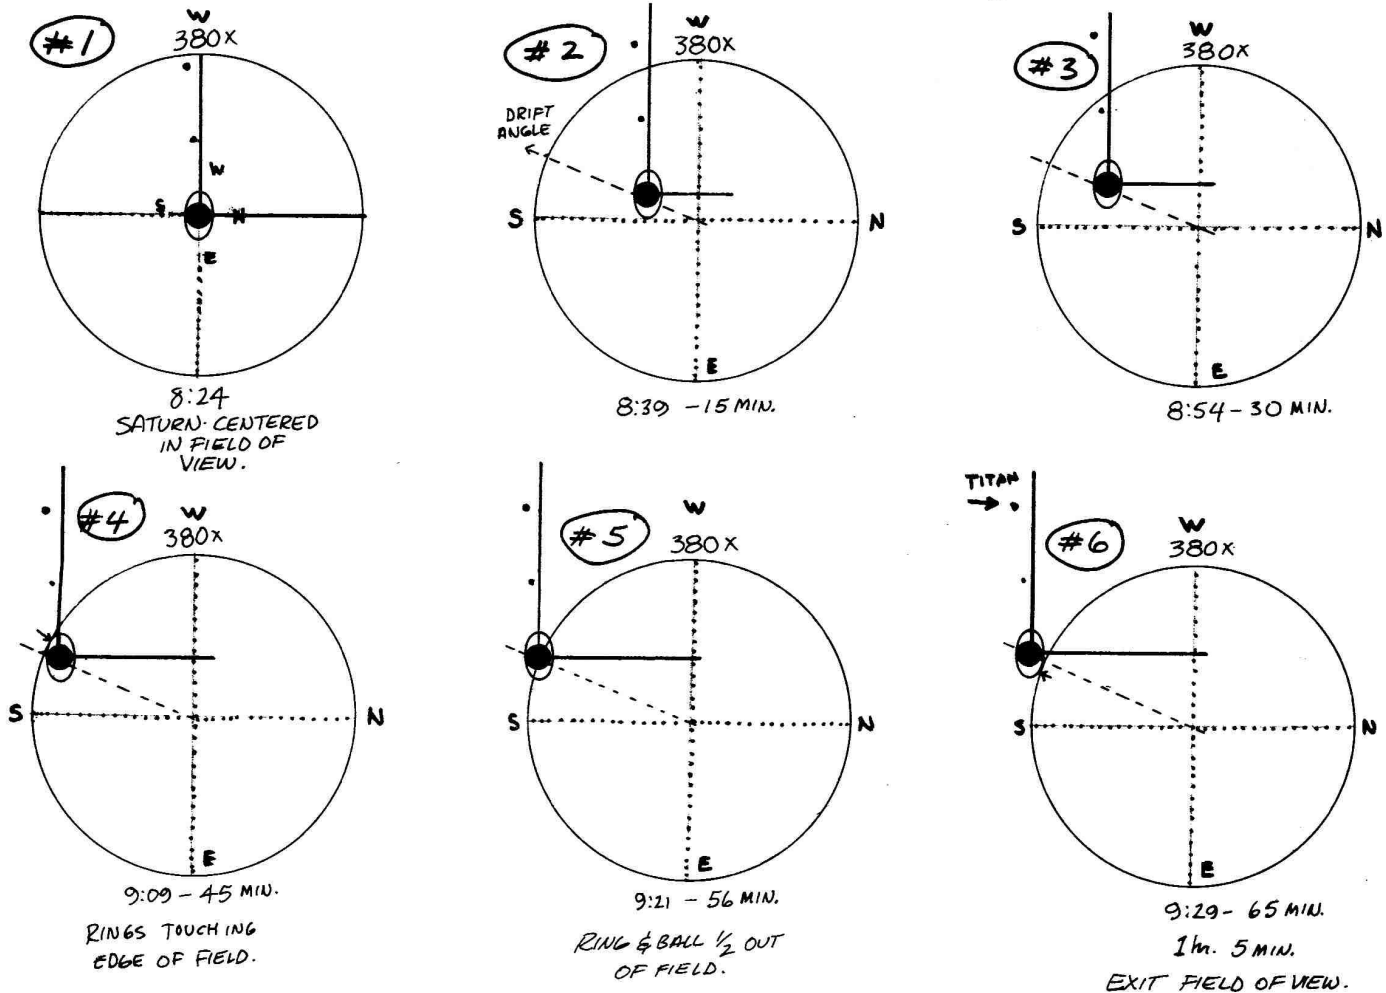 #1
W
380X
W
S
N
E
8:24
SATURN CENTERED
IN FIELD OF
VIEW.
#2
W
380X
DRIFT
ANGLE
S
N
E
8:39 - 15 MIN.
#3
W
380X
S
N
E
8:54 - 30 MIN.
#4
W
380X
S
N
E
9:09 - 45 MIN.
RINGS TOUCHING
EDGE OF FIELD.
#5
W
380X
S
N
E
9:21 - 56 MIN.
RING & BALL 1/2 OUT
OF FIELD.
TITAN
#6
W
380X
S
N
E
9:29 - 65 MIN.
1hr. 5 MIN.
EXIT FIELD OF VIEW.